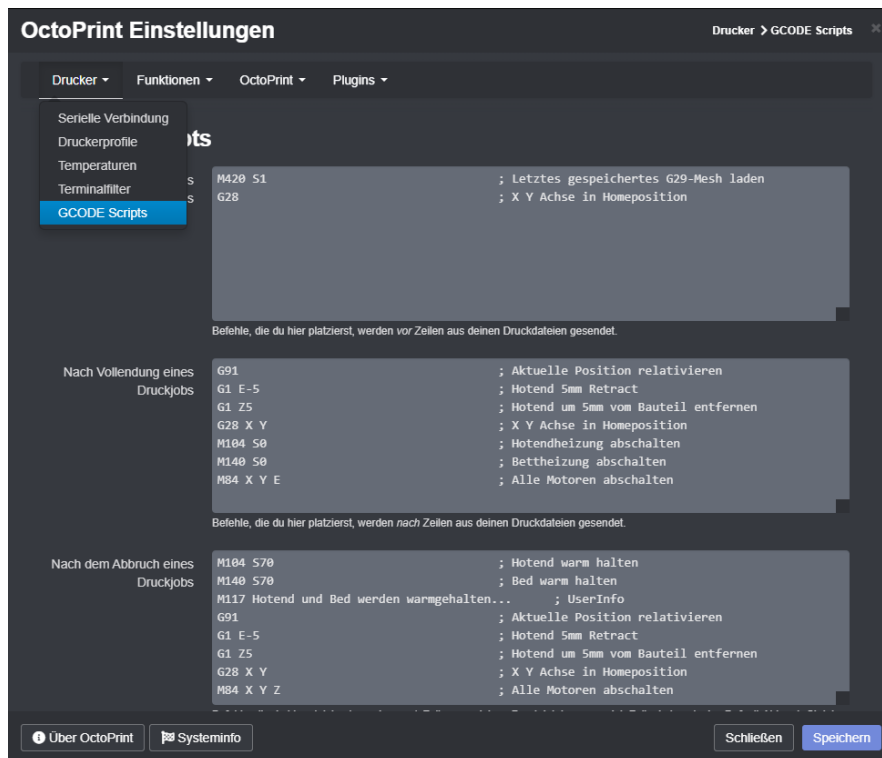 OctoPrint Einstellungen
Drucker > GCODE Scripts ×
Drucker Funktionen OctoPrint Plugins
Serielle Verbindung
Druckerprofile
Temperaturen
Terminalfilter
GCODE Scripts
pts
s
s
M420 S1 ; Letztes gespeichertes G29-Mesh laden
G28 ; X Y Achse in Homeposition
Befehle, die du hier platzierst, werden vor Zeilen aus deinen Druckdateien gesendet.
Nach Vollendung eines
Druckjobs
G91 ; Aktuelle Position relativieren
G1 E-5 ; Hotend 5mm Retract
G1 Z5 ; Hotend um 5mm vom Bauteil entfernen
G28 X Y ; X Y Achse in Homeposition
M104 S0 ; Hotendheizung abschalten
M140 S0 ; Bettheizung abschalten
M84 X Y E ; Alle Motoren abschalten
Befehle, die du hier platzierst, werden nach Zeilen aus deinen Druckdateien gesendet.
Nach dem Abbruch eines
Druckjobs
M104 S70 ; Hotend warm halten
M140 S70 ; Bed warm halten
M117 Hotend und Bed werden warmgehalten... ; UserInfo
G91 ; Aktuelle Position relativieren
G1 E-5 ; Hotend 5mm Retract
G1 Z5 ; Hotend um 5mm vom Bauteil entfernen
G28 X Y ; X Y Achse in Homeposition
M84 X Y Z ; Alle Motoren abschalten
Über OctoPrint Systeminfo Schließen Speichern